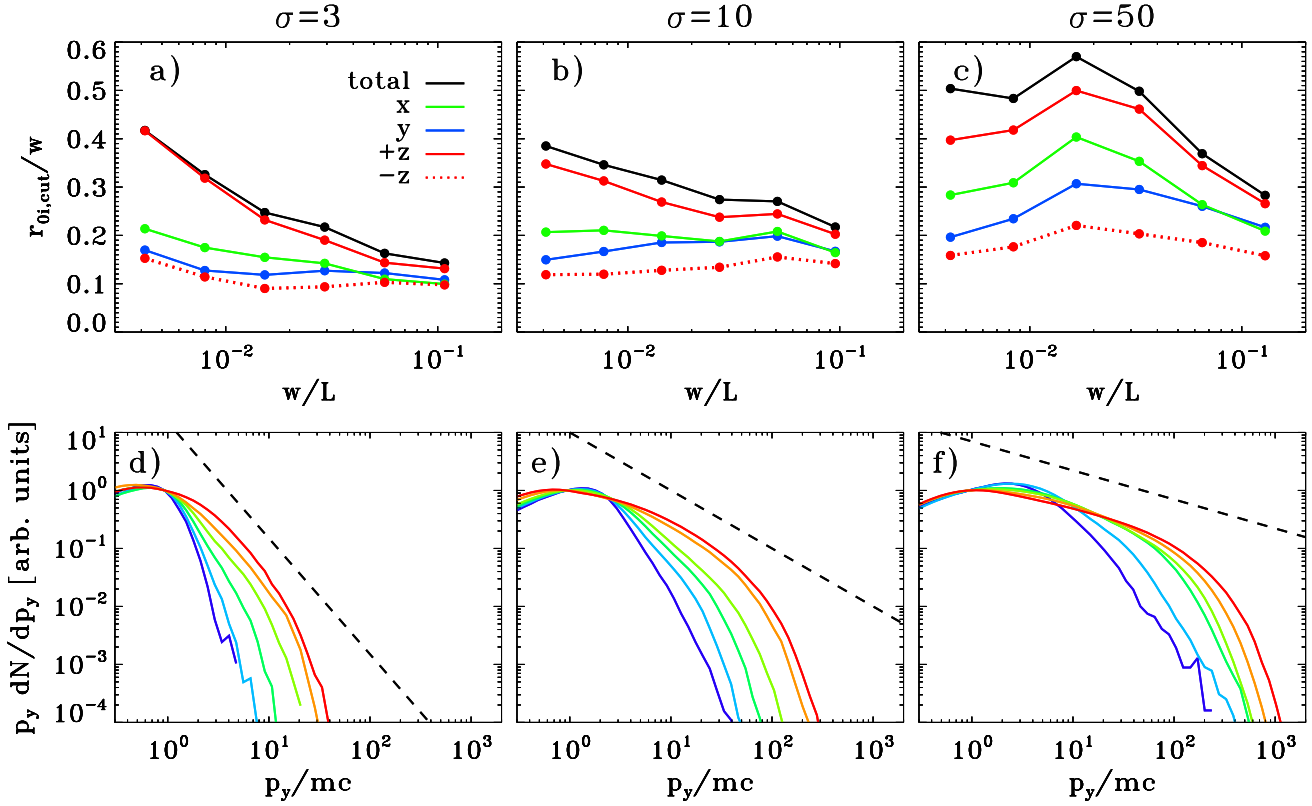 σ=3 σ=10 σ=50
a) b) c)
total
x
y
+z
−z
r0i,cut/w
0.6
0.5
0.4
0.3
0.2
0.1
0.0
10−2 10−1 10−2 10−1 10−2 10−1
w/L w/L w/L
d) e) f)
py dN/dpy [arb. units]
101
100
10−1
10−2
10−3
10−4
100 101 102 103 100 101 102 103 100 101 102 103
py/mc py/mc py/mc